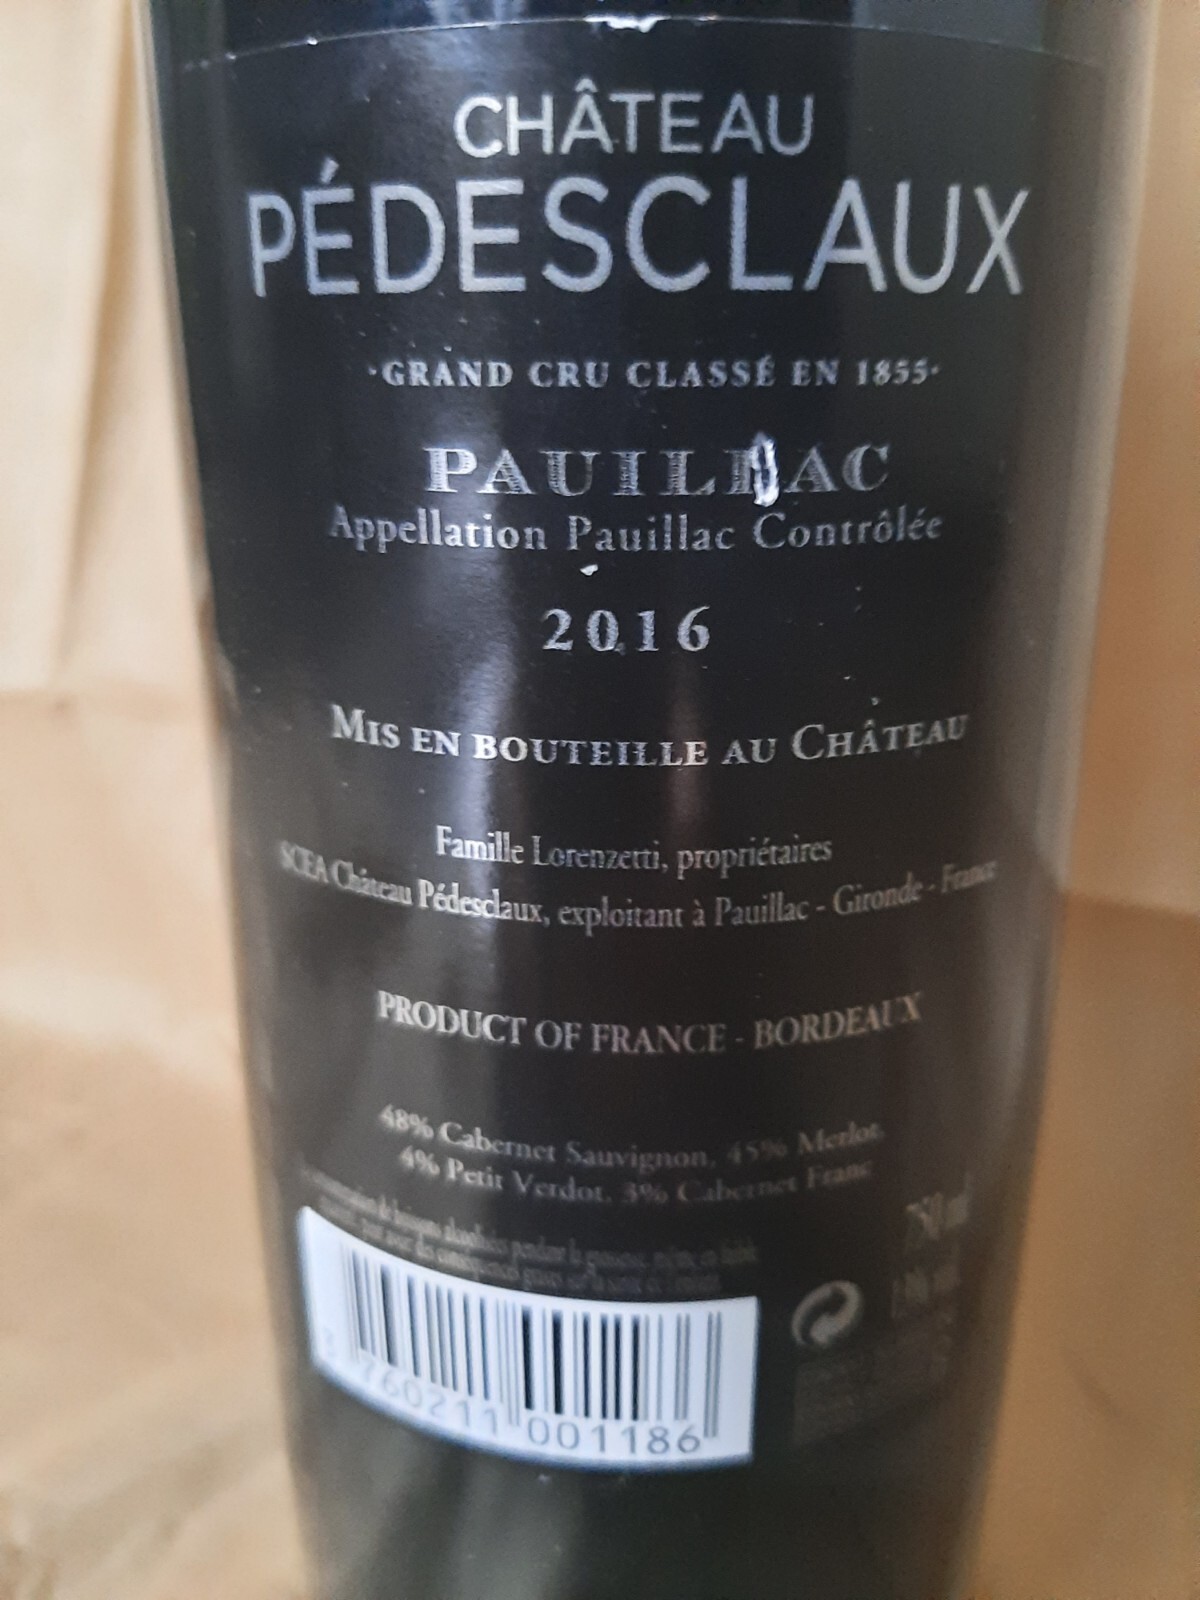 CHÂTEAU
PÉDESCLAUX
·GRAND CRU CLASSÉ EN 1855·
PAUILLAC
Appellation Pauillac Contrôlée
2016
MIS EN BOUTEILLE AU CHÂTEAU
Famille Lorenzetti, propriétaires
SCEA Château Pédesclaux, exploitant à Pauillac - Gironde - France
PRODUCT OF FRANCE - BORDEAUX
48% Cabernet Sauvignon, 45% Merlot,
4% Petit Verdot, 3% Cabernet Franc
750 ml
3 760211 001186